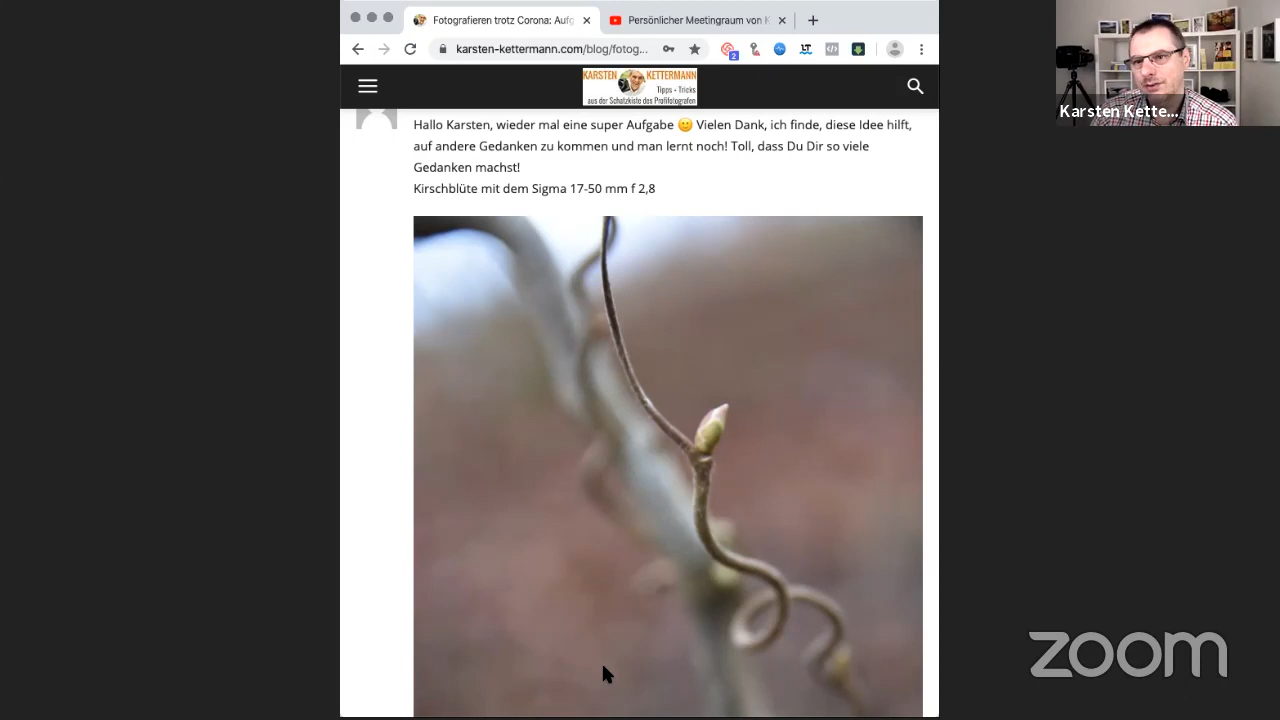 Fotografieren trotz Corona: Aufg
Persönlicher Meetingraum von K
karsten-kettermann.com/blog/fotog...
2
LT
KARSTEN KETTERMANN
Tipps • Tricks
aus der Schatzkiste des Profifotografen
Hallo Karsten, wieder mal eine super Aufgabe 🙂 Vielen Dank, ich finde, diese Idee hilft,
auf andere Gedanken zu kommen und man lernt noch! Toll, dass Du Dir so viele
Gedanken machst!
Kirschblüte mit dem Sigma 17-50 mm f 2,8
Karsten Kette...
zoom